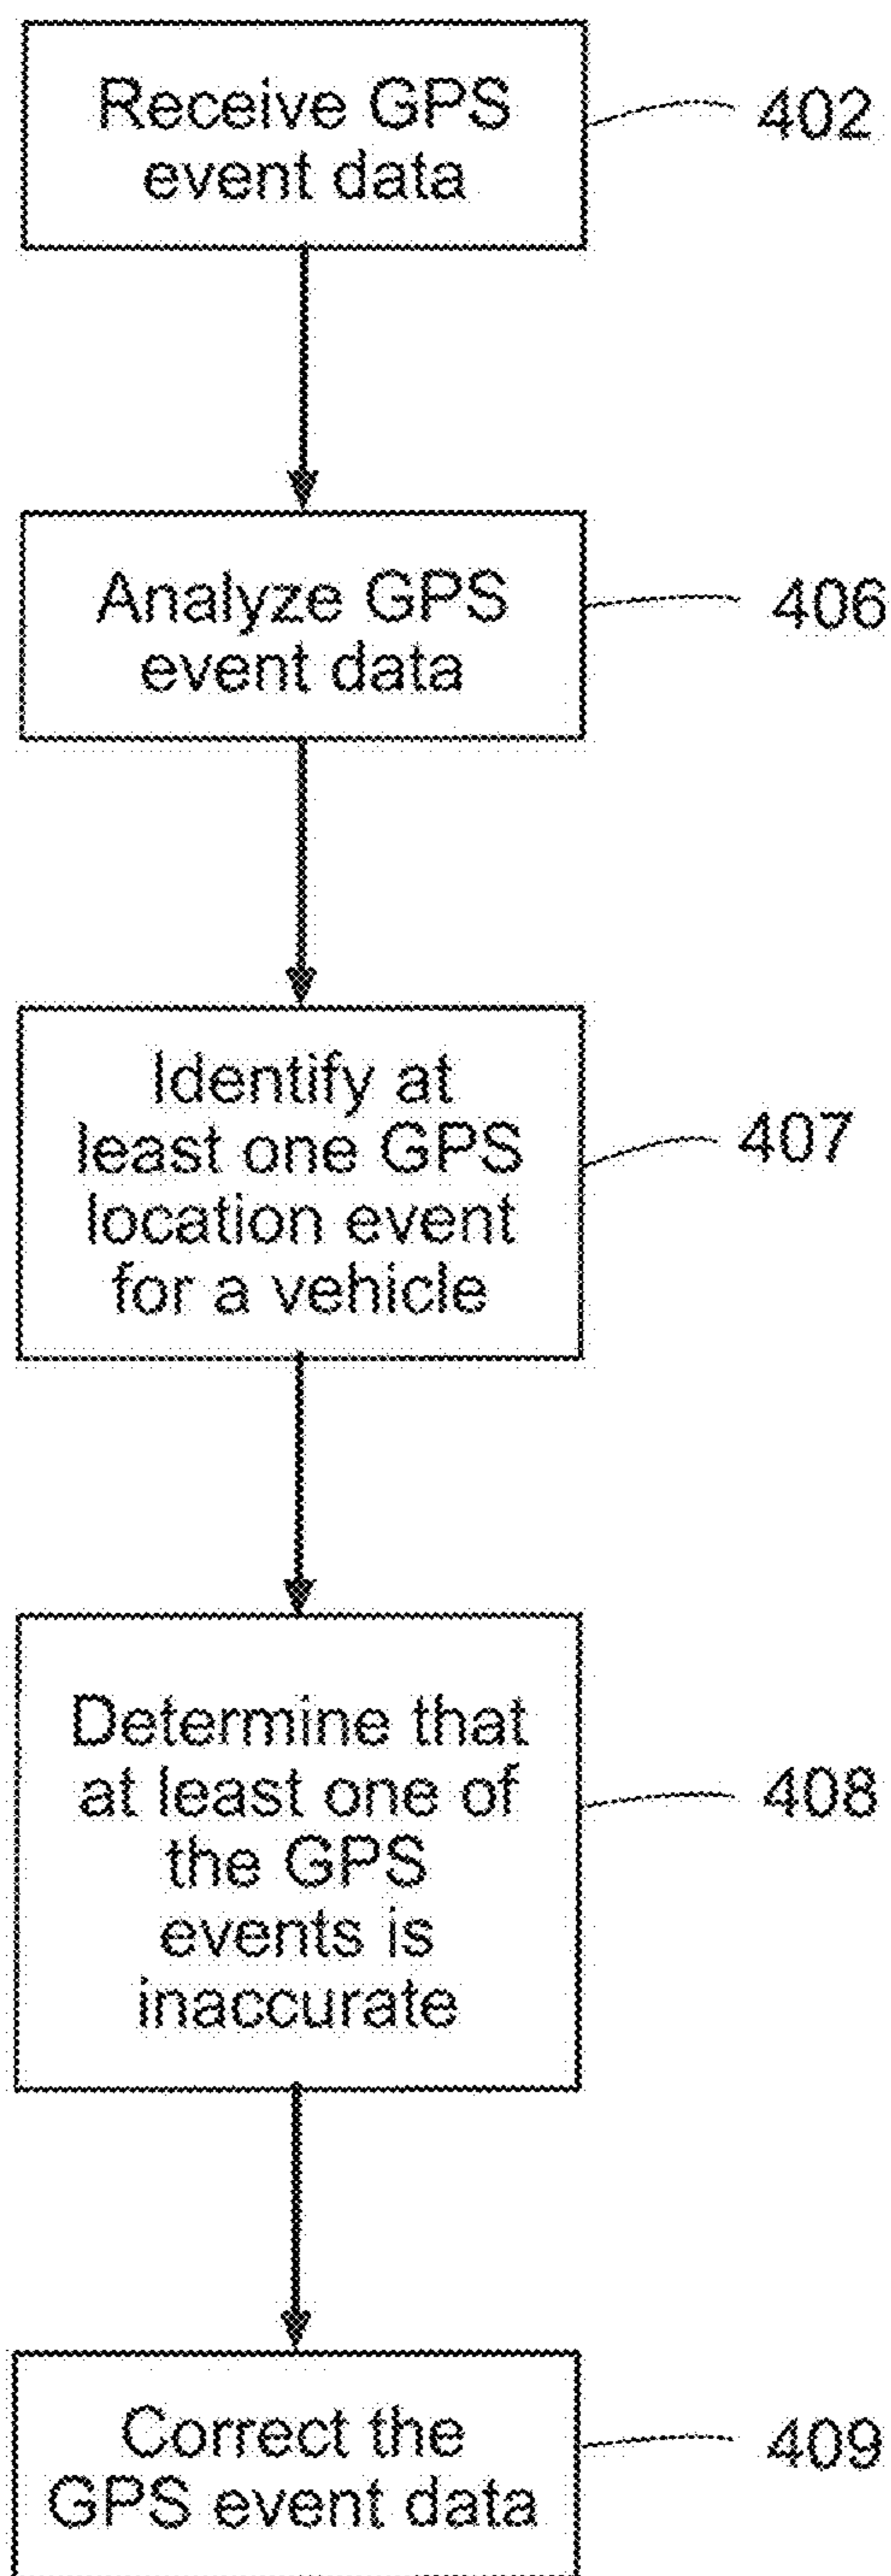 Receive GPS
event data
402
Analyze GPS
event data
406
Identify at
least one GPS
location event
for a vehicle
407
Determine that
at least one of
the GPS
events is
inaccurate
408
Correct the
GPS event data
409